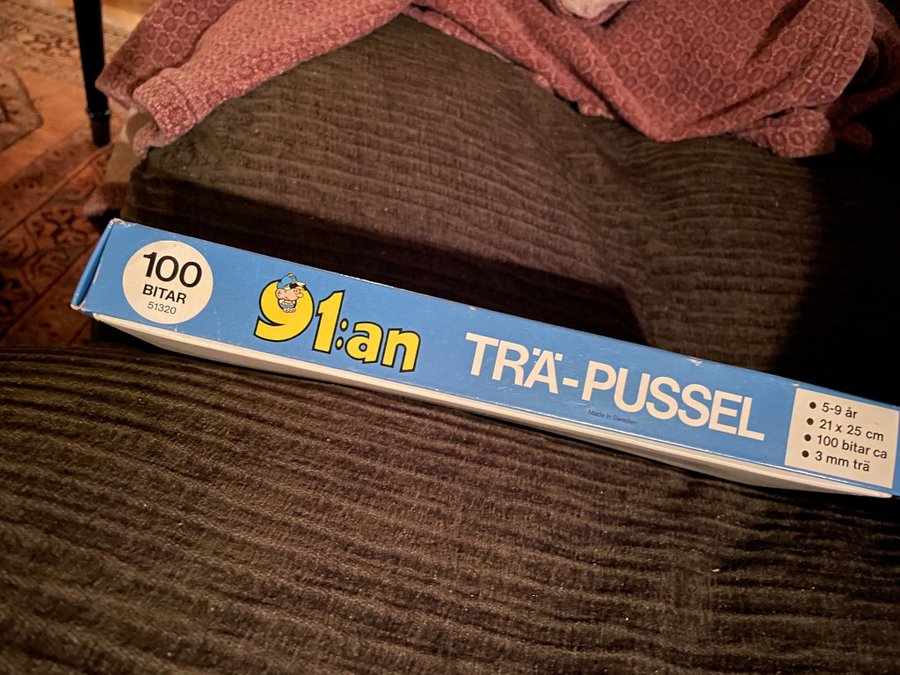 100
BITAR
51320
91:an
TRÄ-PUSSEL
Made in Sweden
• 5-9 år
• 21 x 25 cm
• 100 bitar ca
• 3 mm trä